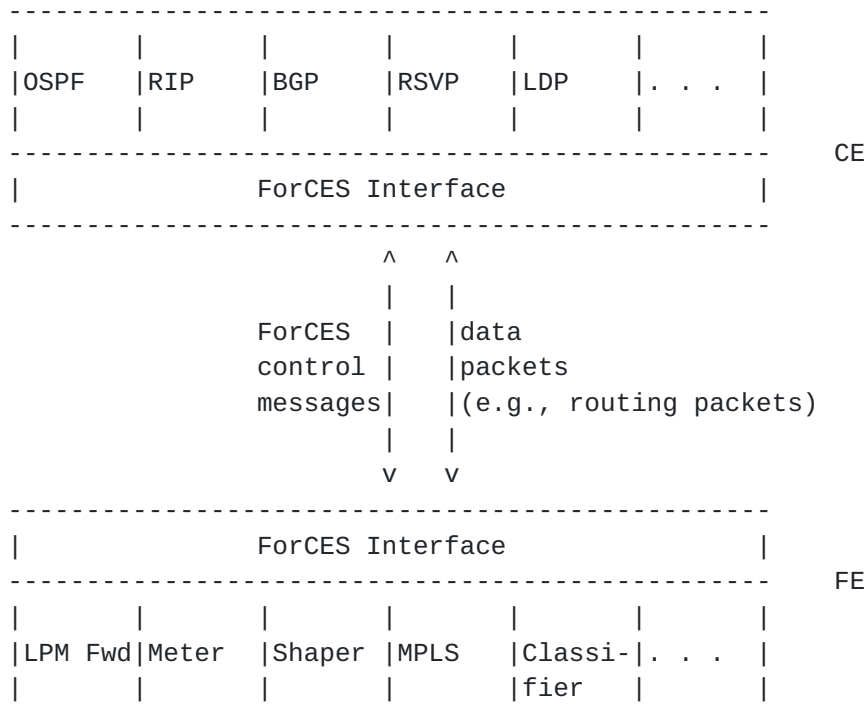 -------------------------------------------------
|       |       |       |       |       |       |
|OSPF   |RIP    |BGP    |RSVP   |LDP    |. . .  |
|       |       |       |       |       |       |
-------------------------------------------------    CE
|               ForCES Interface                |
-------------------------------------------------
                        ^   ^
                        |   |
                ForCES  |   |data
                control |   |packets
                messages|   |(e.g., routing packets)
                        |   |
                        v   v
-------------------------------------------------
|               ForCES Interface                |
-------------------------------------------------    FE
|       |       |       |       |       |       |
|LPM Fwd|Meter  |Shaper |MPLS   |Classi-|. . .  |
|       |       |       |       |fier   |       |